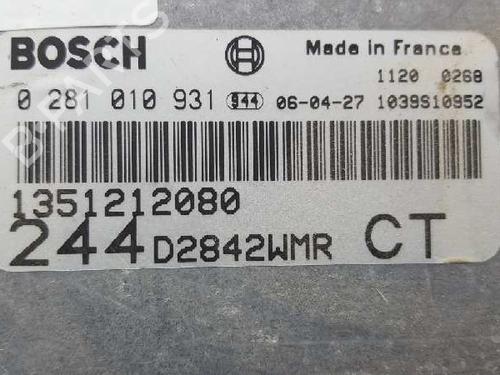 BOSCH Made in France
1120 0268
0 281 010 931 944 06-04-27 1039S10952
1351212080
244 D2842WMR CT